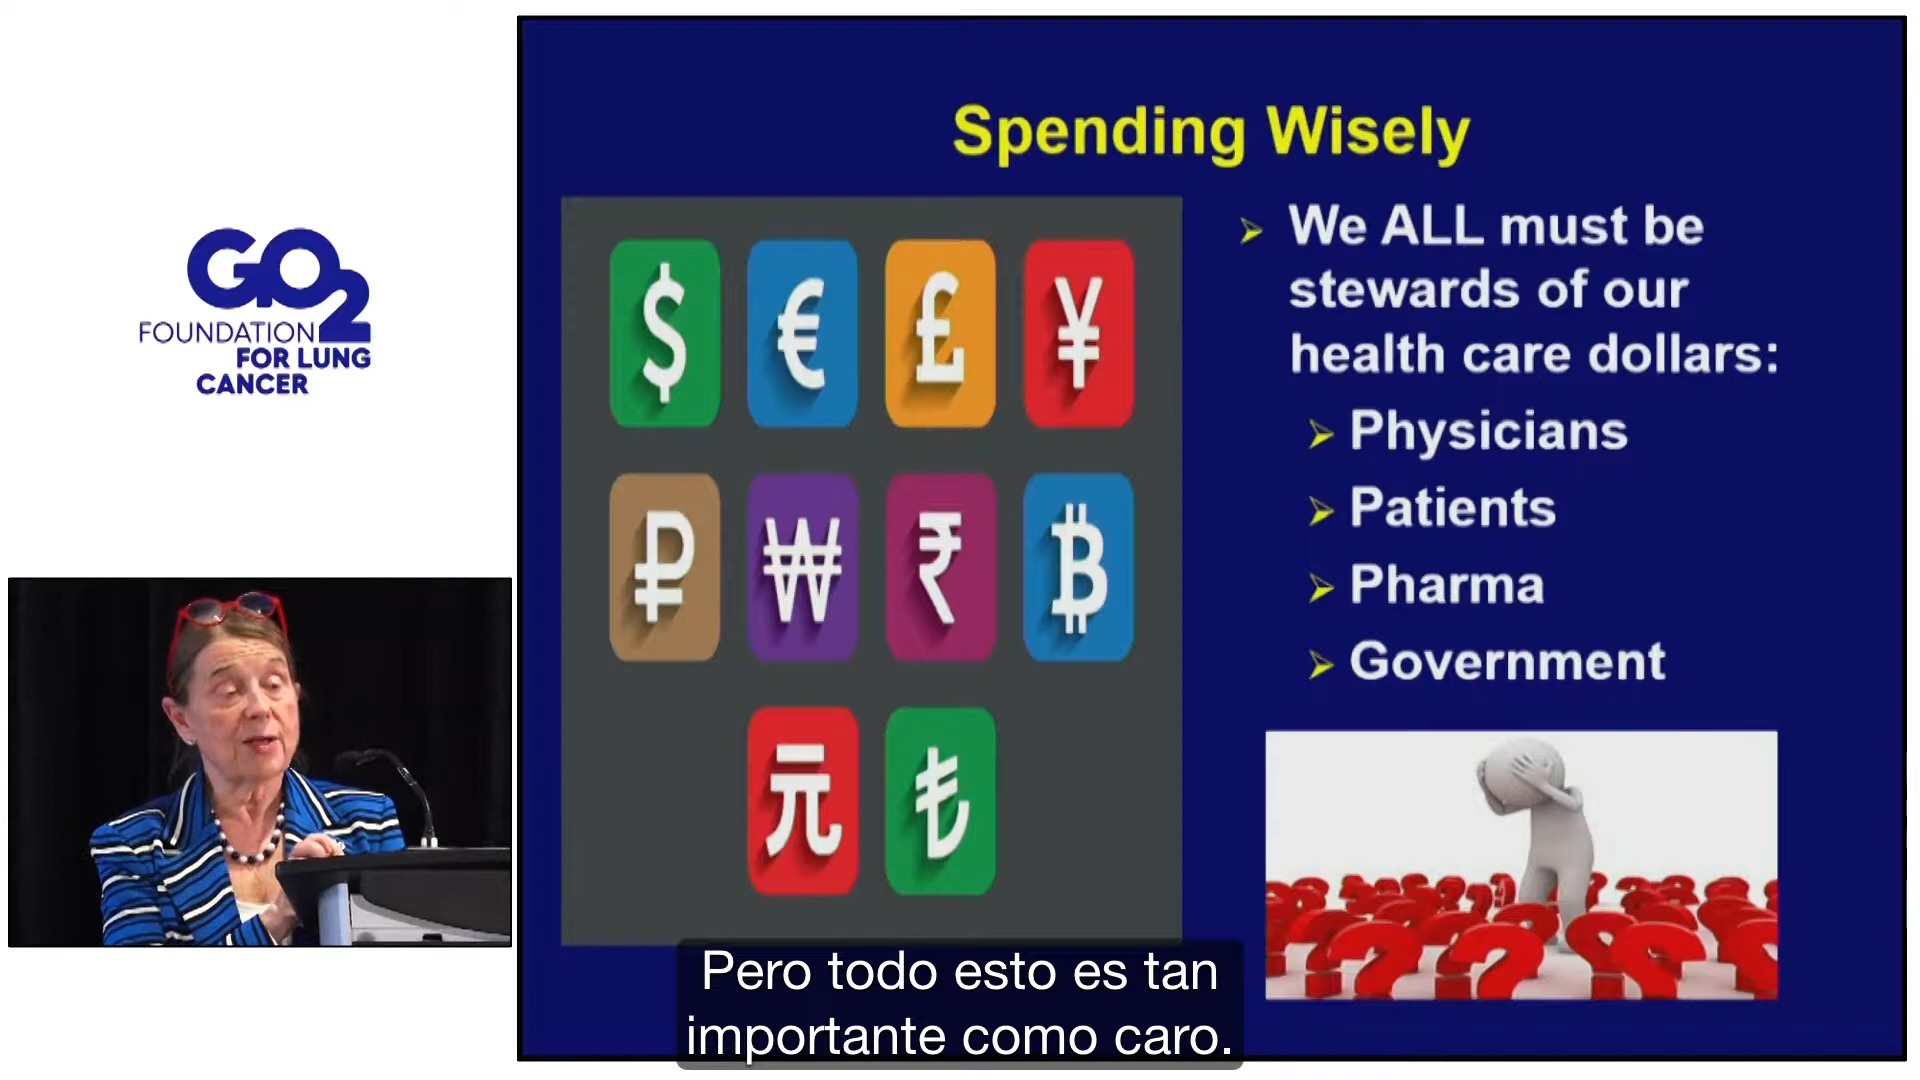 GO2
FOUNDATION
FOR LUNG
CANCER
Spending Wisely
$ € £ ¥
₽ ₩ ₹ ₿
元 ₺
➢ We ALL must be
stewards of our
health care dollars:
➢ Physicians
➢ Patients
➢ Pharma
➢ Government
Pero todo esto es tan
importante como caro.